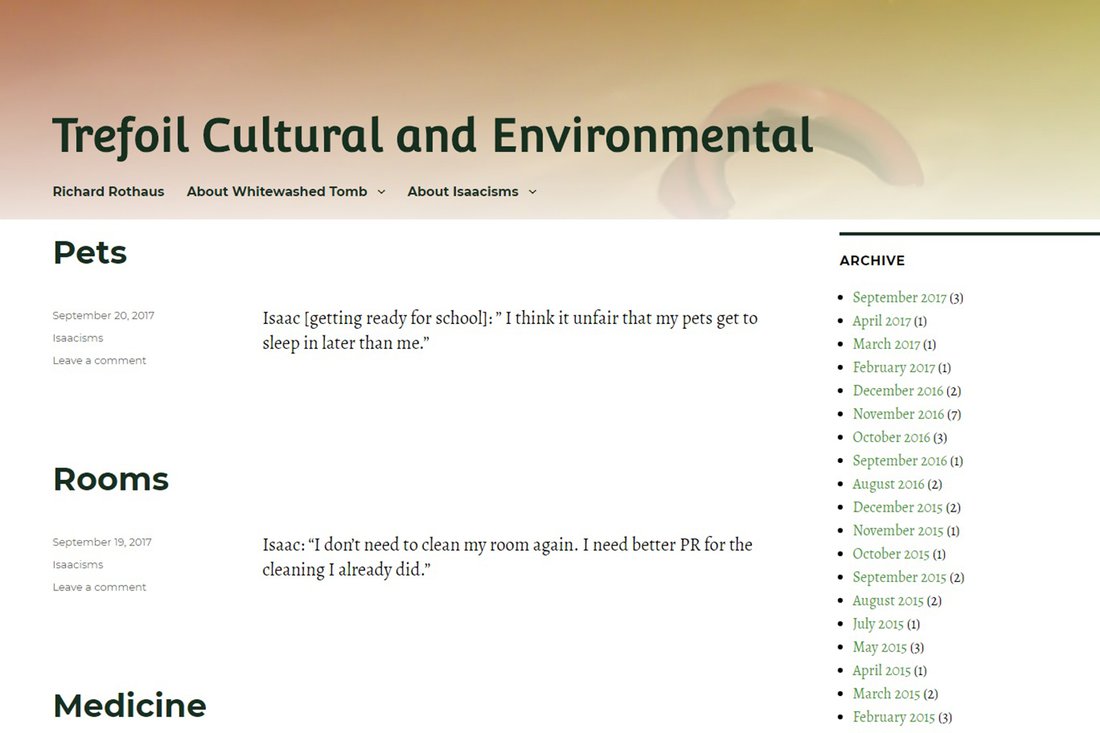 Trefoil Cultural and Environmental
Richard Rothaus About Whitewashed Tomb About Isaacisms
Pets
September 20, 2017
Isaacisms
Leave a comment
Isaac [getting ready for school]: ” I think it unfair that my pets get to
sleep in later than me.”
Rooms
September 19, 2017
Isaacisms
Leave a comment
Isaac: “I don’t need to clean my room again. I need better PR for the
cleaning I already did.”
Medicine
ARCHIVE
September 2017 (3)
April 2017 (1)
March 2017 (1)
February 2017 (1)
December 2016 (2)
November 2016 (7)
October 2016 (3)
September 2016 (1)
August 2016 (2)
December 2015 (2)
November 2015 (1)
October 2015 (1)
September 2015 (2)
August 2015 (2)
July 2015 (1)
May 2015 (3)
April 2015 (1)
March 2015 (2)
February 2015 (3)